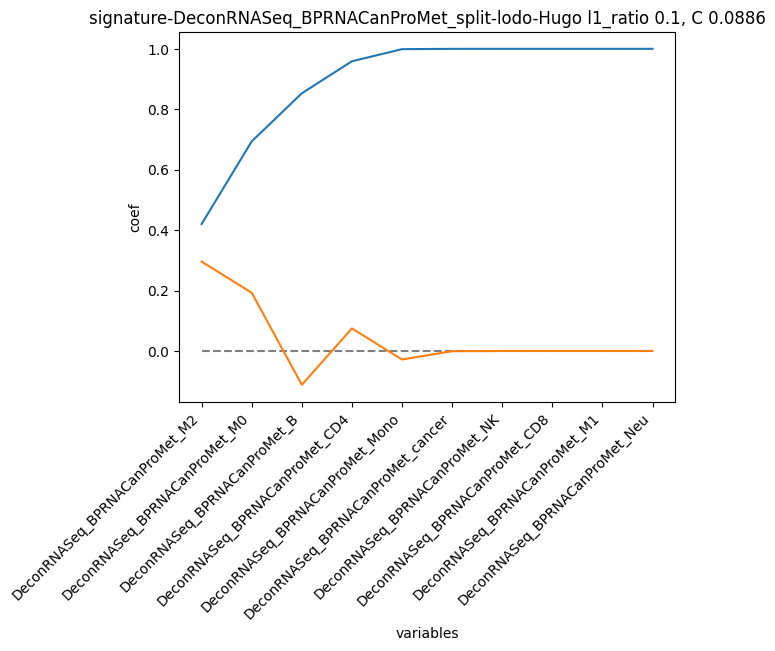 signature-DeconRNASeq_BPRNACanProMet_split-lodo-Hugo l1_ratio 0.1, C 0.0886
1.0
0.8
0.6
0.4
0.2
0.0
coef
DeconRNASeq_BPRNACanProMet_M2
DeconRNASeq_BPRNACanProMet_M0
DeconRNASeq_BPRNACanProMet_B
DeconRNASeq_BPRNACanProMet_CD4
DeconRNASeq_BPRNACanProMet_Mono
DeconRNASeq_BPRNACanProMet_cancer
DeconRNASeq_BPRNACanProMet_NK
DeconRNASeq_BPRNACanProMet_CD8
DeconRNASeq_BPRNACanProMet_M1
DeconRNASeq_BPRNACanProMet_Neu
variables